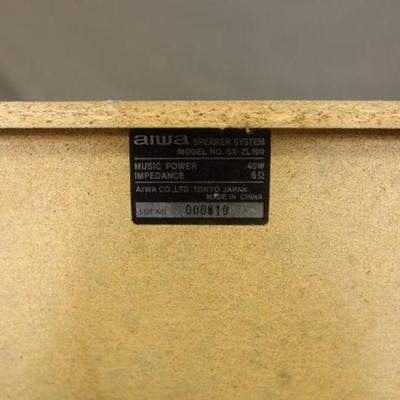 aiwa SPEAKER SYSTEM
MODEL NO. SX-ZL100
MUSIC POWER 40W
IMPEDANCE 6Ω
AIWA CO.,LTD. TOKYO JAPAN
MADE IN CHINA
LOT NO 000810